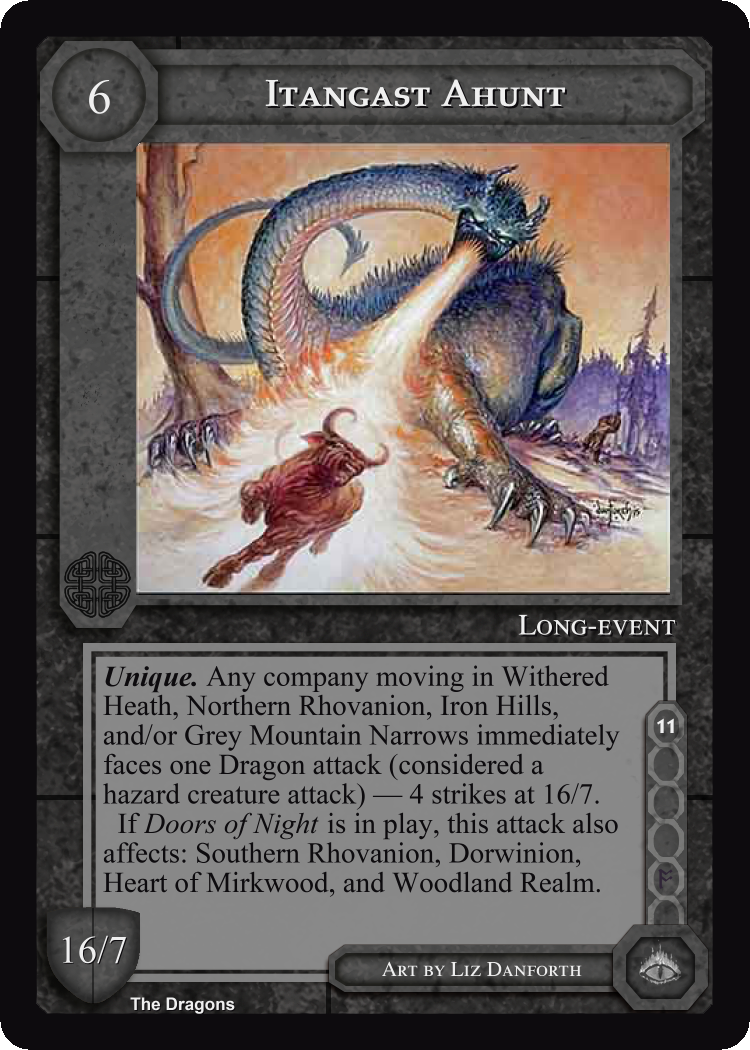 6
Itangast Ahunt
Long-event
Unique. Any company moving in Withered
Heath, Northern Rhovanion, Iron Hills,
and/or Grey Mountain Narrows immediately
faces one Dragon attack (considered a
hazard creature attack) — 4 strikes at 16/7.
If Doors of Night is in play, this attack also
affects: Southern Rhovanion, Dorwinion,
Heart of Mirkwood, and Woodland Realm.
11
16/7
Art by Liz Danforth
The Dragons